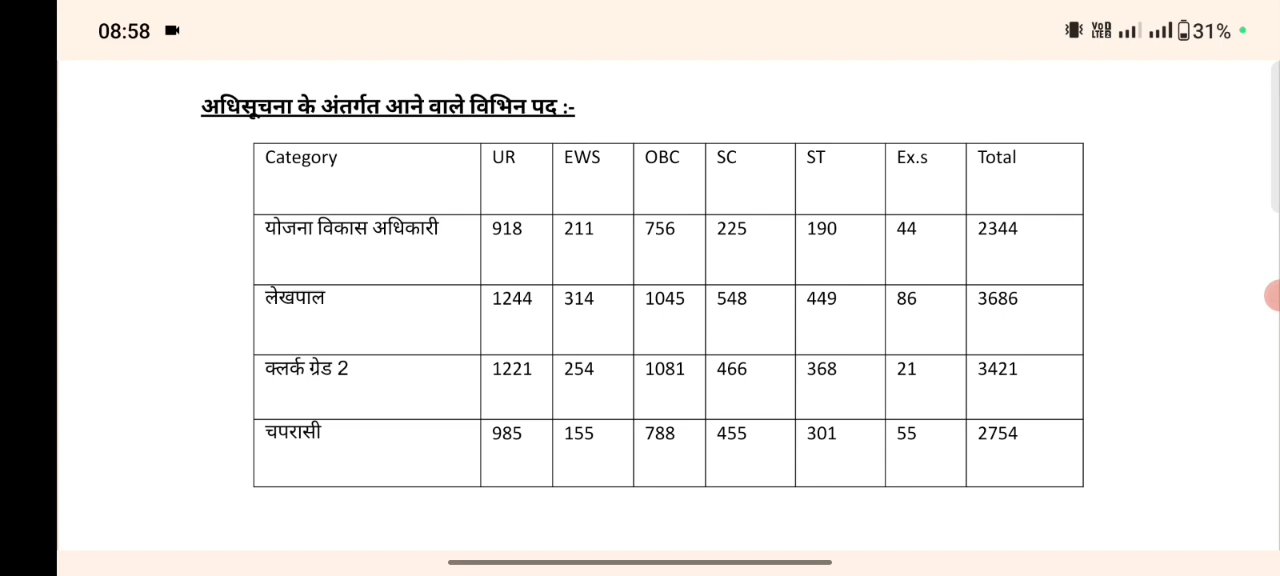 08:58 VoD LTE2 31%
अधिसूचना के अंतर्गत आने वाले विभिन पद :-
Category UR EWS OBC SC ST Ex.s Total
योजना विकास अधिकारी 918 211 756 225 190 44 2344
लेखपाल 1244 314 1045 548 449 86 3686
क्लर्क ग्रेड 2 1221 254 1081 466 368 21 3421
चपरासी 985 155 788 455 301 55 2754